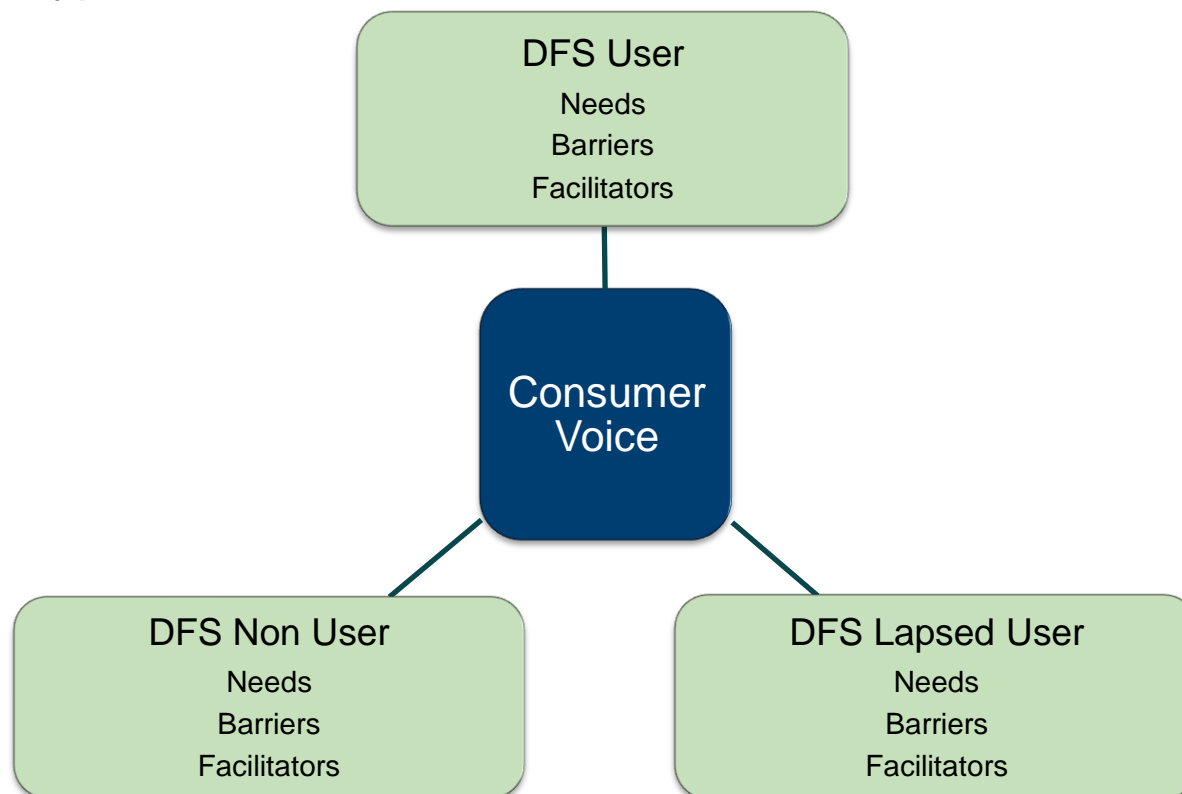 DFS User
Needs
Barriers
Facilitators
Consumer
Voice
DFS Non User
Needs
Barriers
Facilitators
DFS Lapsed User
Needs
Barriers
Facilitators